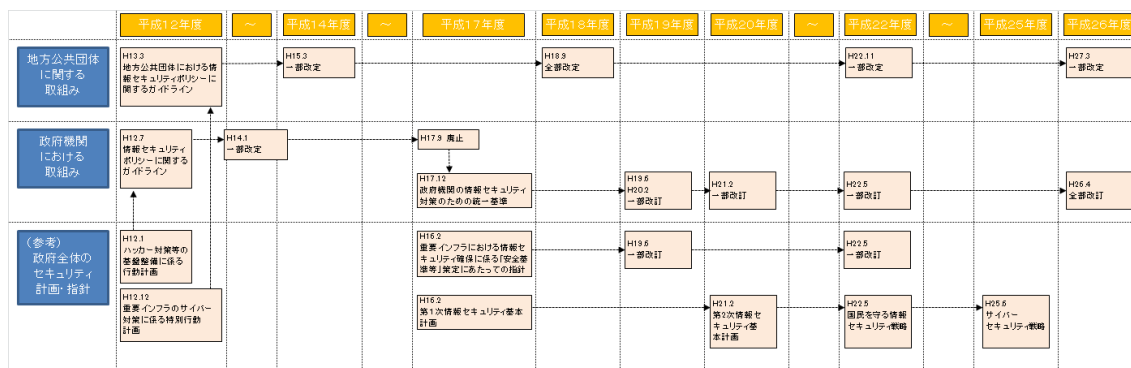 平成12年度
～
平成14年度
～
平成17年度
平成18年度
平成19年度
平成20年度
～
平成22年度
～
平成25年度
平成26年度
地方公共団体
に関する
取組み
H13.3
地方公共団体における情
報セキュリティポリシーに
関するガイドライン
H15.3
一部改定
H18.9
全部改定
H22.11
一部改定
H27.3
一部改定
政府機関
における
取組み
H12.7
情報セキュリティ
ポリシーに関する
ガイドライン
H14.1
一部改定
H17.9 廃止
H17.12
政府機関の情報セキュリティ
対策のための統一基準
H19.6
H20.2
一部改訂
H21.2
一部改訂
H22.5
一部改訂
H26.4
全部改訂
（参考）
政府全体の
セキュリティ
計画・指針
H12.1
ハッカー対策等の
基盤整備に係る
行動計画
H16.2
重要インフラにおける情報セ
キュリティ確保に係る「安全基
準等」策定にあたっての指針
H19.6
一部改訂
H22.5
一部改訂
H12.12
重要インフラのサイバー
対策に係る特別行動
計画
H16.2
第1次情報セキュリティ基本
計画
H21.2
第2次情報セ
キュリティ基
本計画
H22.5
国民を守る情報
セキュリティ戦略
H25.6
サイバー
セキュリティ戦略